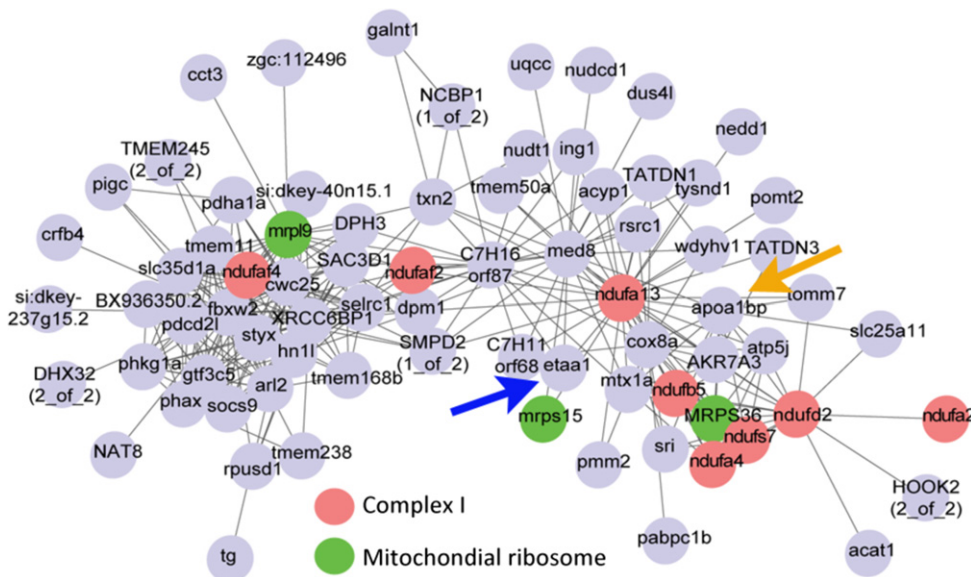 galnt1
zgc:112496
uqcc
nudcd1
cct3
dus4l
NCBP1
(1_of_2)
nedd1
TMEM245
(2_of_2)
nudt1
ing1
TATDN1
pigc
si:dkey-40n15.1
tmem50a
acyp1
tysnd1
pomt2
pdha1a
txn2
crfb4
mrpl9
DPH3
rsrc1
tmem11
SAC3D1
med8
wdyhv1
TATDN3
slc35d1a
ndufaf4
cwc25
ndufaf2
C7H16
orf87
si:dkey-
237g15.2
BX936350.2
fbxw2
XRCC6BP1
selrc1
dpm1
ndufa13
apoa1bp
tomm7
pdcd2l
styx
hn1l
SMPD2
(1_of_2)
C7H11
orf68
cox8a
slc25a11
phkg1a
etaa1
AKR7A3
atp5j
DHX32
(2_of_2)
gtf3c5
arl2
tmem168b
mtx1a
ndufb5
phax
socs9
mrps15
MRPS36
ndufd2
ndufa2
NAT8
tmem238
sri
ndufs7
rpusd1
pmm2
ndufa4
HOOK2
(2_of_2)
Complex I
pabpc1b
acat1
tg
Mitochondial ribosome